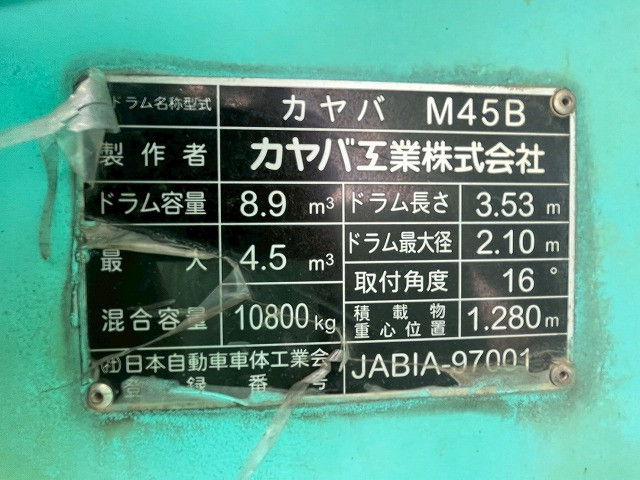 ドラム名称型式 カヤバ M45B
製作者 カヤバ工業株式会社
ドラム容量 8.9 m³ ドラム長さ 3.53 m
最大混合容量 4.5 m³ ドラム最大径 2.10 m
取付角度 16°
10800kg 積載物重心位置 1.280m
(社)日本自動車車体工業会登録番号 JABIA-97001